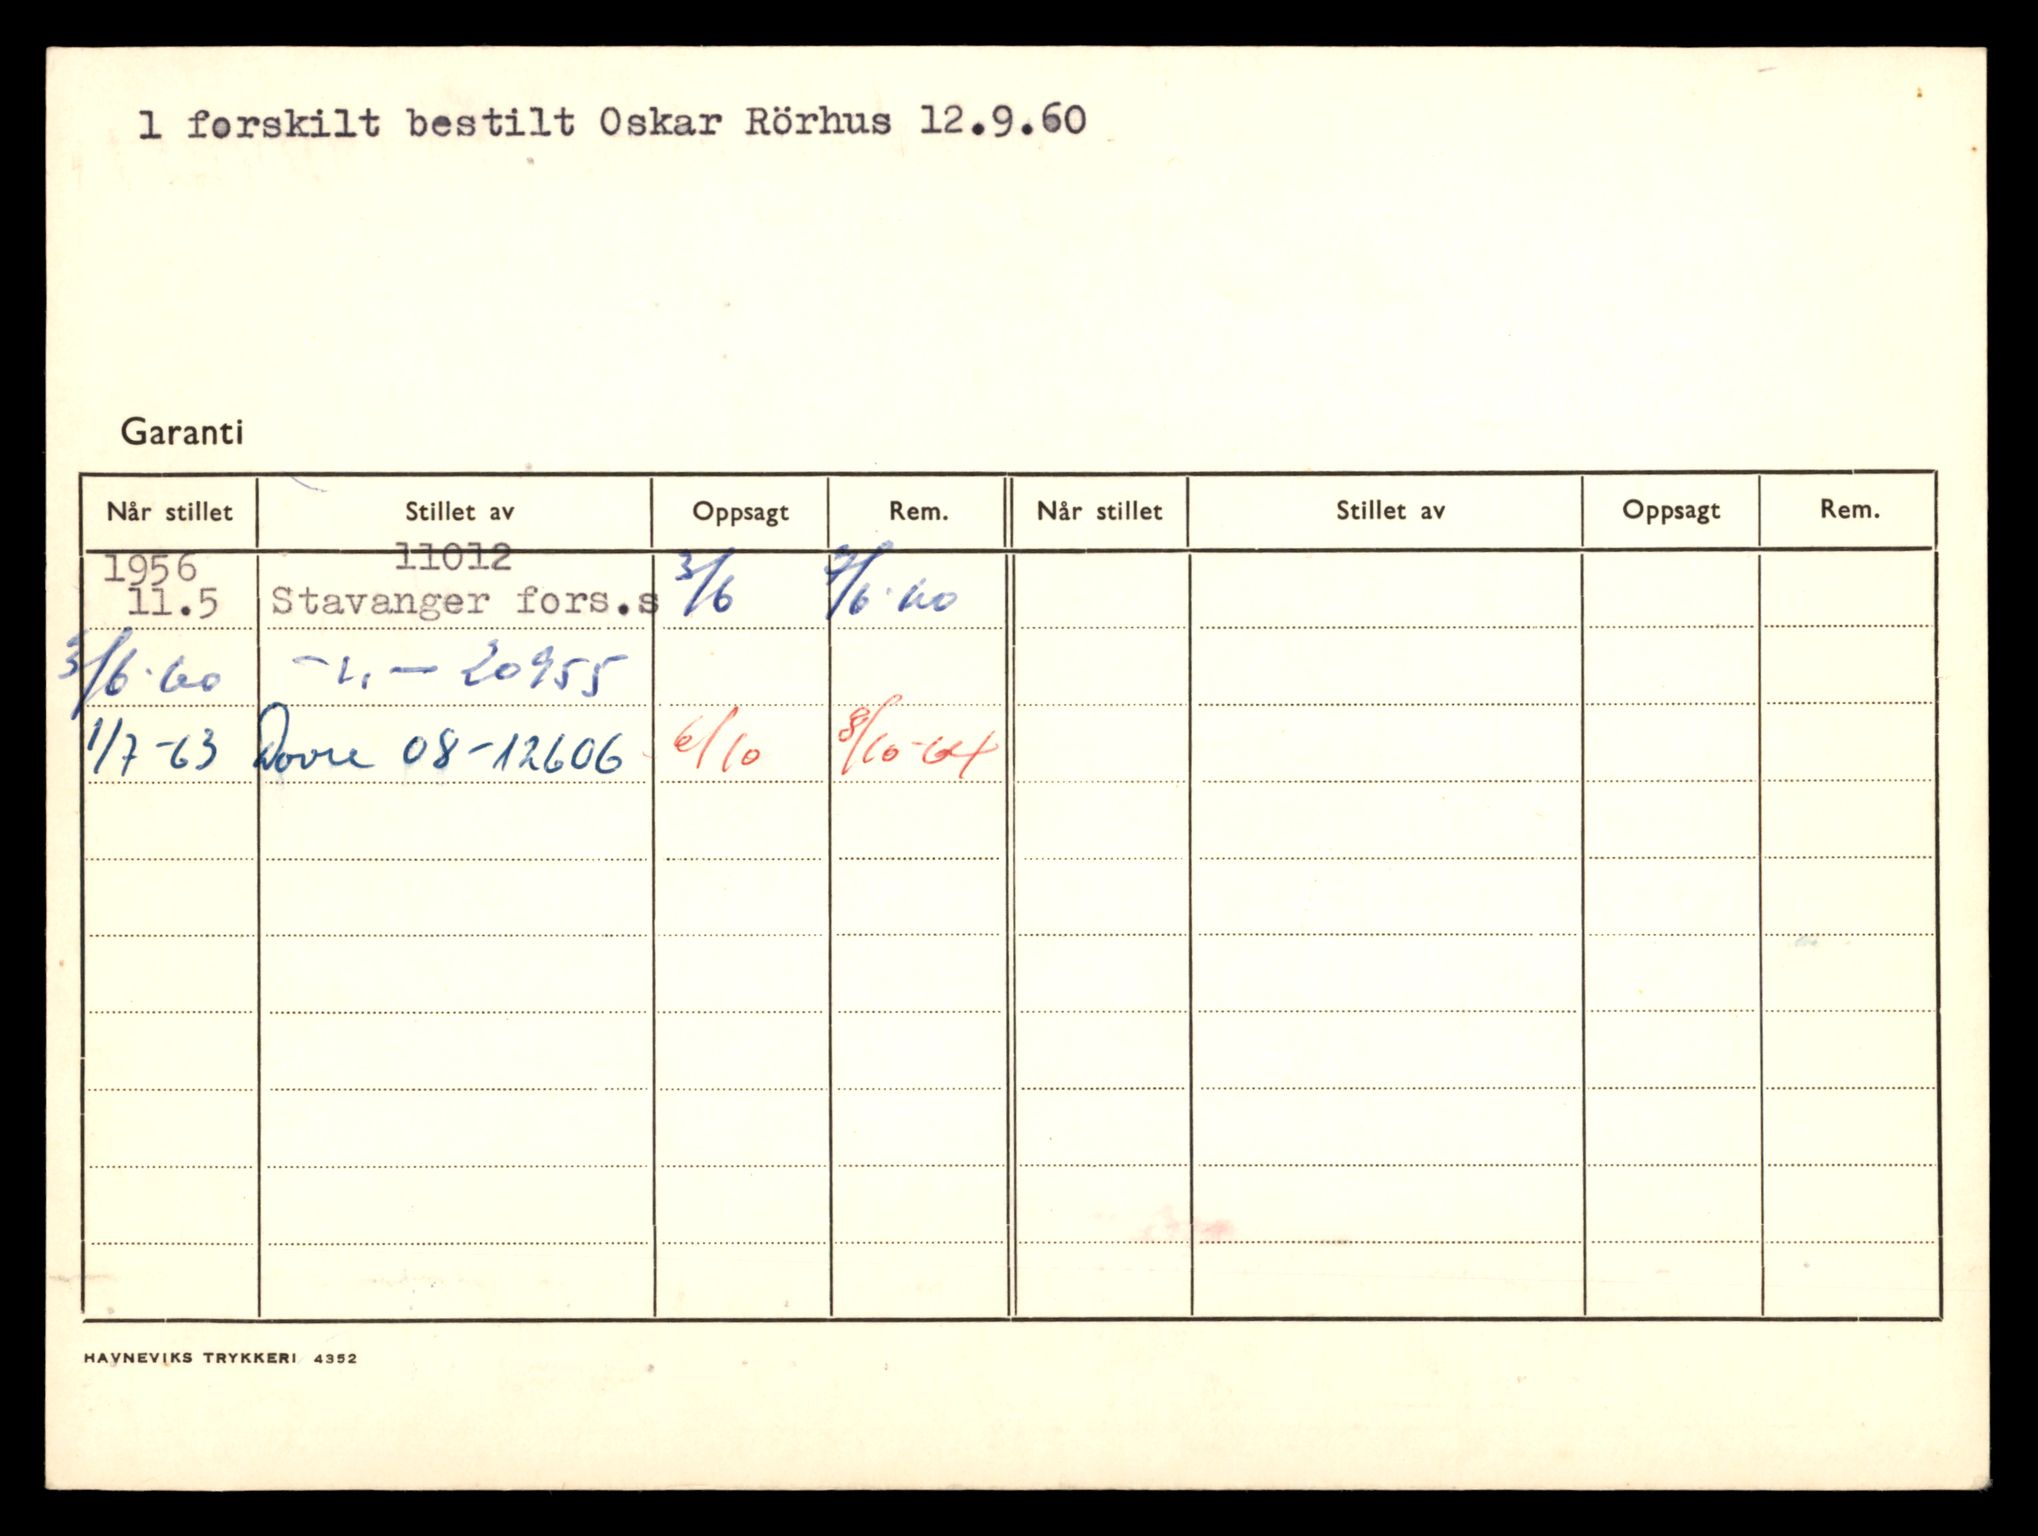 1 forskilt bestilt Oskar Rörhus 12.9.60
Garanti
Når stillet Stillet av Oppsagt Rem. Når stillet Stillet av Oppsagt Rem.
1956 11012
11.5 Stavanger fors.s 3/6 7/6-60
3/6-60 -"- 20955
1/7-63 Dovre 08-12606 6/10 8/10-64
HAVNEVIKS TRYKKERI 4352